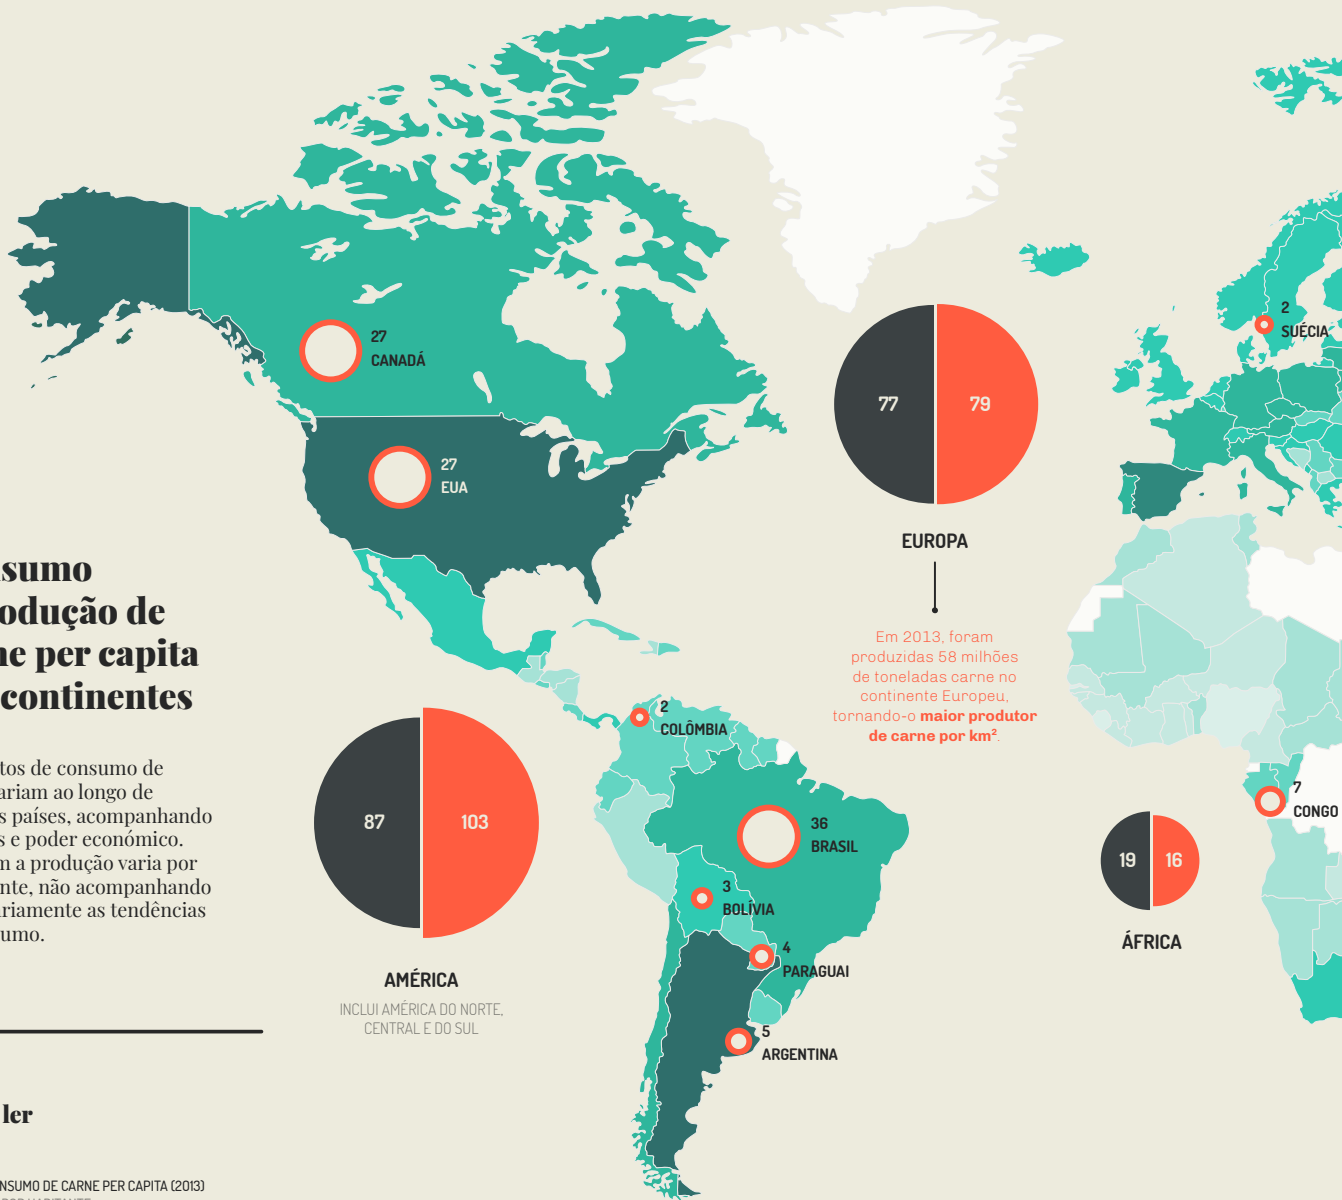 27
CANADÁ
27
EUA
2
SUÉCIA
77
79
EUROPA
Em 2013, foram
produzidas 58 milhões
de toneladas carne no
continente Europeu,
tornando-o maior produtor
de carne por km².
sumo
odução de
ne per capita
continentes
tos de consumo de
ariam ao longo de
s países, acompanhando
s e poder económico.
m a produção varia por
nte, não acompanhando
ariamente as tendências
umo.
87
103
AMÉRICA
INCLUI AMÉRICA DO NORTE,
CENTRAL E DO SUL
2
COLÔMBIA
36
BRASIL
3
BOLÍVIA
4
PARAGUAI
5
ARGENTINA
7
CONGO
19
16
ÁFRICA
ler
NSUMO DE CARNE PER CAPITA (2013)